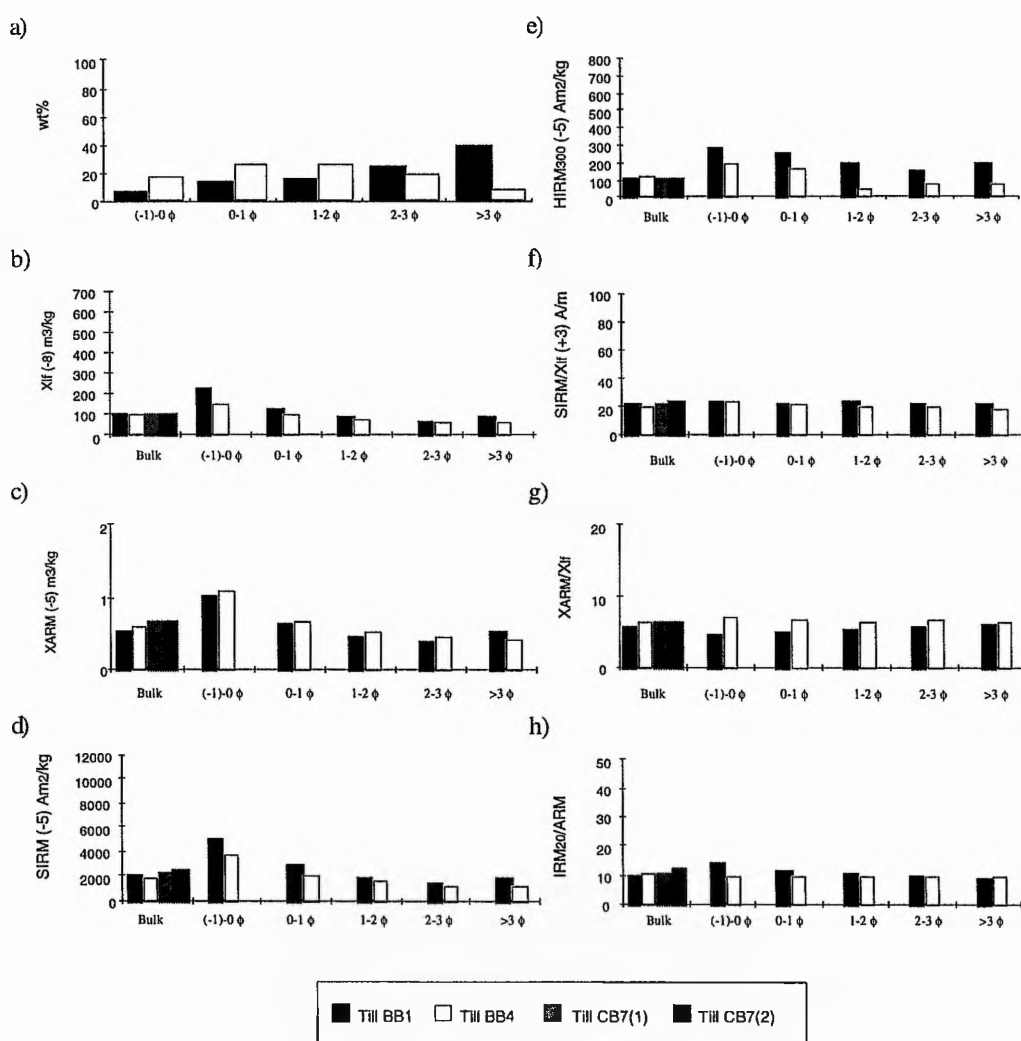 a)
wt%
100
80
60
40
20
0
(-1)-0 ϕ 0-1 ϕ 1-2 ϕ 2-3 ϕ >3 ϕ
b)
Xlf (-8) m3/kg
700
600
500
400
300
200
100
0
Bulk (-1)-0 ϕ 0-1 ϕ 1-2 ϕ 2-3 ϕ >3 ϕ
c)
XARM (-5) m3/kg
2
1
0
Bulk (-1)-0 ϕ 0-1 ϕ 1-2 ϕ 2-3 ϕ >3 ϕ
d)
SIRM (-5) Am2/kg
12000
10000
8000
6000
4000
2000
0
Bulk (-1)-0 ϕ 0-1 ϕ 1-2 ϕ 2-3 ϕ >3 ϕ
e)
HIRM300 (-5) Am2/kg
800
700
600
500
400
300
200
100
0
Bulk (-1)-0 ϕ 0-1 ϕ 1-2 ϕ 2-3 ϕ >3 ϕ
f)
SIRM/Xlf (+3) A/m
100
80
60
40
20
0
Bulk (-1)-0 ϕ 0-1 ϕ 1-2 ϕ 2-3 ϕ >3 ϕ
g)
XARM/Xlf
20
10
0
Bulk (-1)-0 ϕ 0-1 ϕ 1-2 ϕ 2-3 ϕ >3 ϕ
h)
IRM20/ARM
50
40
30
20
10
0
Bulk (-1)-0 ϕ 0-1 ϕ 1-2 ϕ 2-3 ϕ >3 ϕ
Till BB1 Till BB4 Till CB7(1) Till CB7(2)